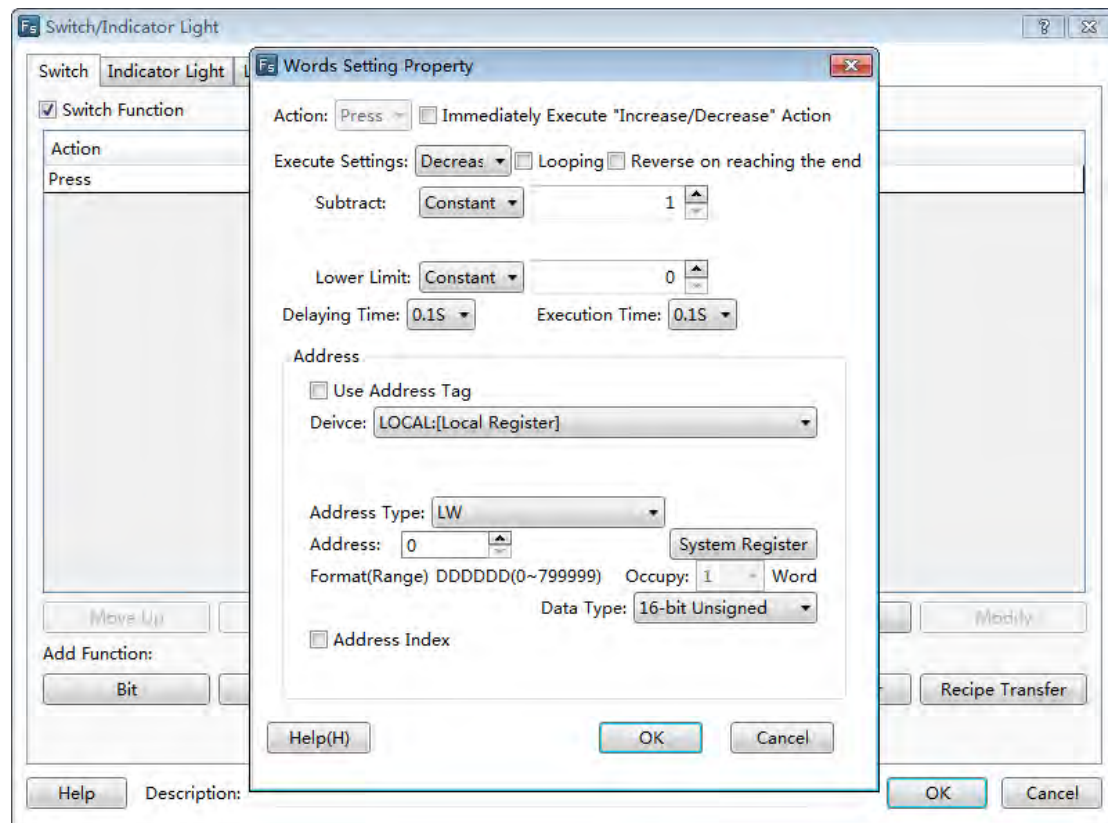 Fs Switch/Indicator Light
Switch Indicator Light
Fs Words Setting Property
Switch Function
Action: Press Immediately Execute "Increase/Decrease" Action
Action
Execute Settings: Decreas Looping Reverse on reaching the end
Press
Subtract: Constant 1
Lower Limit: Constant 0
Delaying Time: 0.1S Execution Time: 0.1S
Address
Use Address Tag
Deivce: LOCAL:[Local Register]
Address Type: LW
Address: 0 System Register
Format(Range) DDDDDD(0~799999) Occupy: 1 Word
Data Type: 16-bit Unsigned
Move Up Modify
Address Index
Add Function:
Bit Recipe Transfer
Help(H) OK Cancel
Help Description: OK Cancel